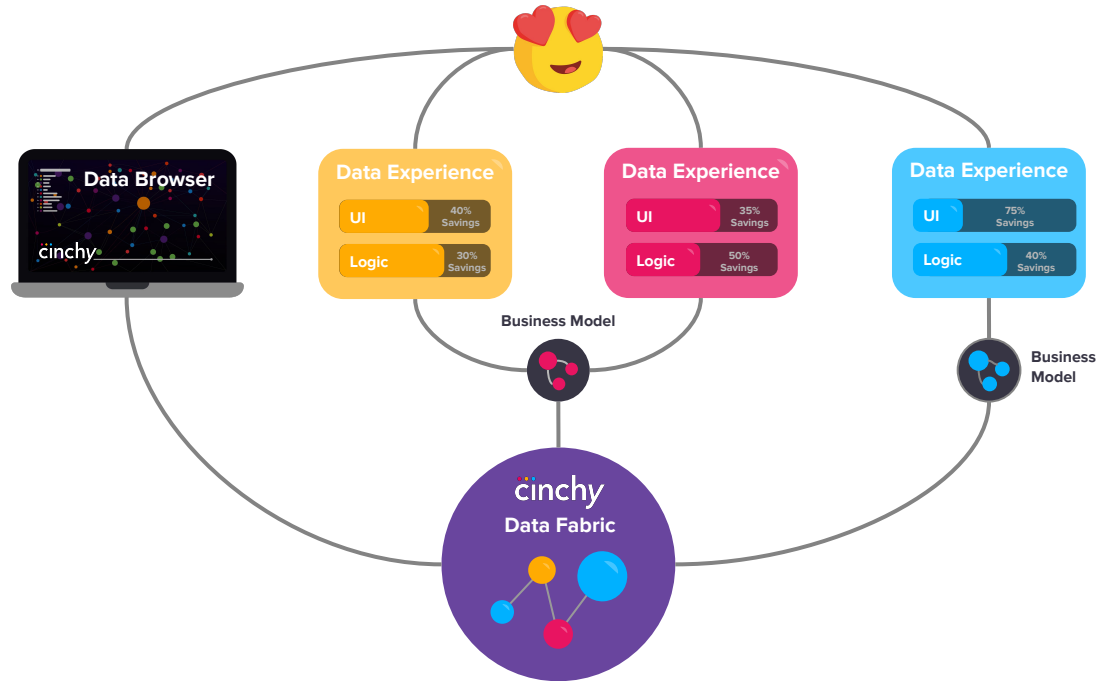 Data Browser
cinchy
Data Experience
UI
40%
Savings
Logic
30%
Savings
Data Experience
UI
35%
Savings
Logic
50%
Savings
Data Experience
UI
75%
Savings
Logic
40%
Savings
Business Model
Business
Model
cinchy
Data Fabric